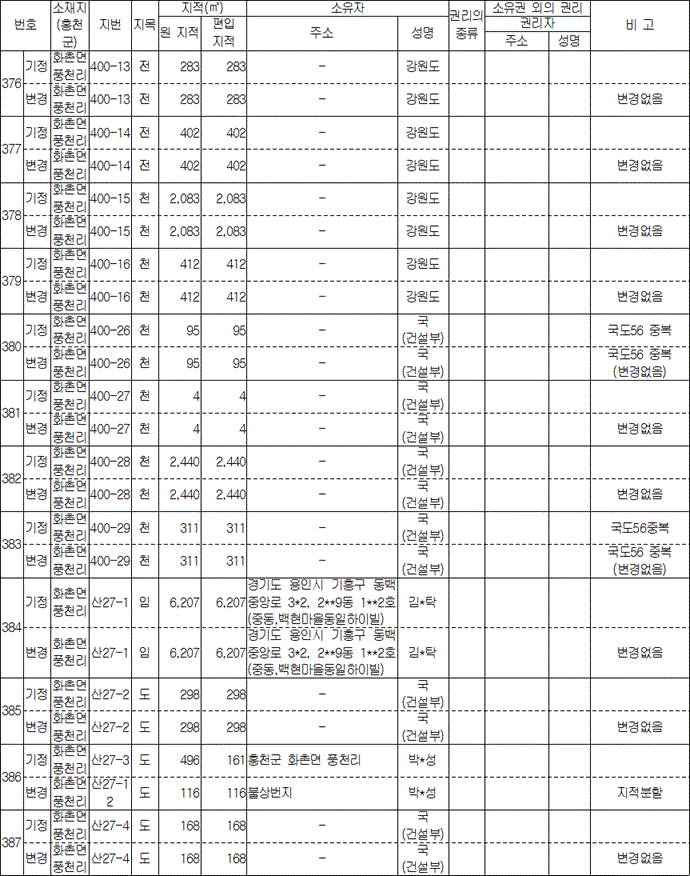 번호 소재지(홍천군) 지번 지목 지적(㎡) 소유자 권리의 종류 소유권 외의 권리 비 고
원 지적 편입 지적 주소 성명 권리자
주소 성명
376 기정 화촌면 풍천리 400-13 전 283 283 - 강원도
변경 화촌면 풍천리 400-13 전 283 283 - 강원도 변경없음
377 기정 화촌면 풍천리 400-14 전 402 402 - 강원도
변경 화촌면 풍천리 400-14 전 402 402 - 강원도 변경없음
378 기정 화촌면 풍천리 400-15 천 2,083 2,083 - 강원도
변경 화촌면 풍천리 400-15 천 2,083 2,083 - 강원도 변경없음
379 기정 화촌면 풍천리 400-16 천 412 412 - 강원도
변경 화촌면 풍천리 400-16 천 412 412 - 강원도 변경없음
380 기정 화촌면 풍천리 400-26 천 95 95 - 국(건설부) 국도56 중복
변경 화촌면 풍천리 400-26 천 95 95 - 국(건설부) 국도56 중복(변경없음)
381 기정 화촌면 풍천리 400-27 천 4 4 - 국(건설부)
변경 화촌면 풍천리 400-27 천 4 4 - 국(건설부) 변경없음
382 기정 화촌면 풍천리 400-28 천 2,440 2,440 - 국(건설부)
변경 화촌면 풍천리 400-28 천 2,440 2,440 - 국(건설부) 변경없음
383 기정 화촌면 풍천리 400-29 천 311 311 - 국(건설부) 국도56중복
변경 화촌면 풍천리 400-29 천 311 311 - 국(건설부) 국도56 중복(변경없음)
384 기정 화촌면 풍천리 산27-1 임 6,207 6,207 경기도 용인시 기흥구 동백중앙로 3*2, 2**9동 1**2호(중동,백현마을동일하이빌) 김*탁
변경 화촌면 풍천리 산27-1 임 6,207 6,207 경기도 용인시 기흥구 동백중앙로 3*2, 2**9동 1**2호(중동,백현마을동일하이빌) 김*탁 변경없음
385 기정 화촌면 풍천리 산27-2 도 298 298 - 국(건설부)
변경 화촌면 풍천리 산27-2 도 298 298 - 국(건설부) 변경없음
386 기정 화촌면 풍천리 산27-3 도 496 161 홍천군 화촌면 풍천리 박*성
변경 화촌면 풍천리 산27-12 도 116 116 불상번지 박*성 지적분할
387 기정 화촌면 풍천리 산27-4 도 168 168 - 국(건설부)
변경 화촌면 풍천리 산27-4 도 168 168 - 국(건설부) 변경없음